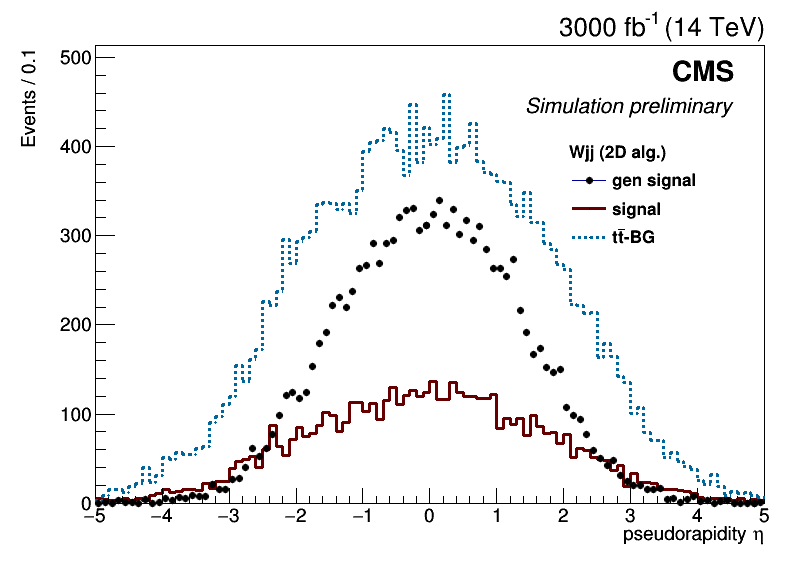 3000 fb⁻¹ (14 TeV)
Events / 0.1
500
400
300
200
100
0
CMS
Simulation preliminary
Wjj (2D alg.)
gen signal
signal
tt̄-BG
−5 −4 −3 −2 −1 0 1 2 3 4 5
pseudorapidity η